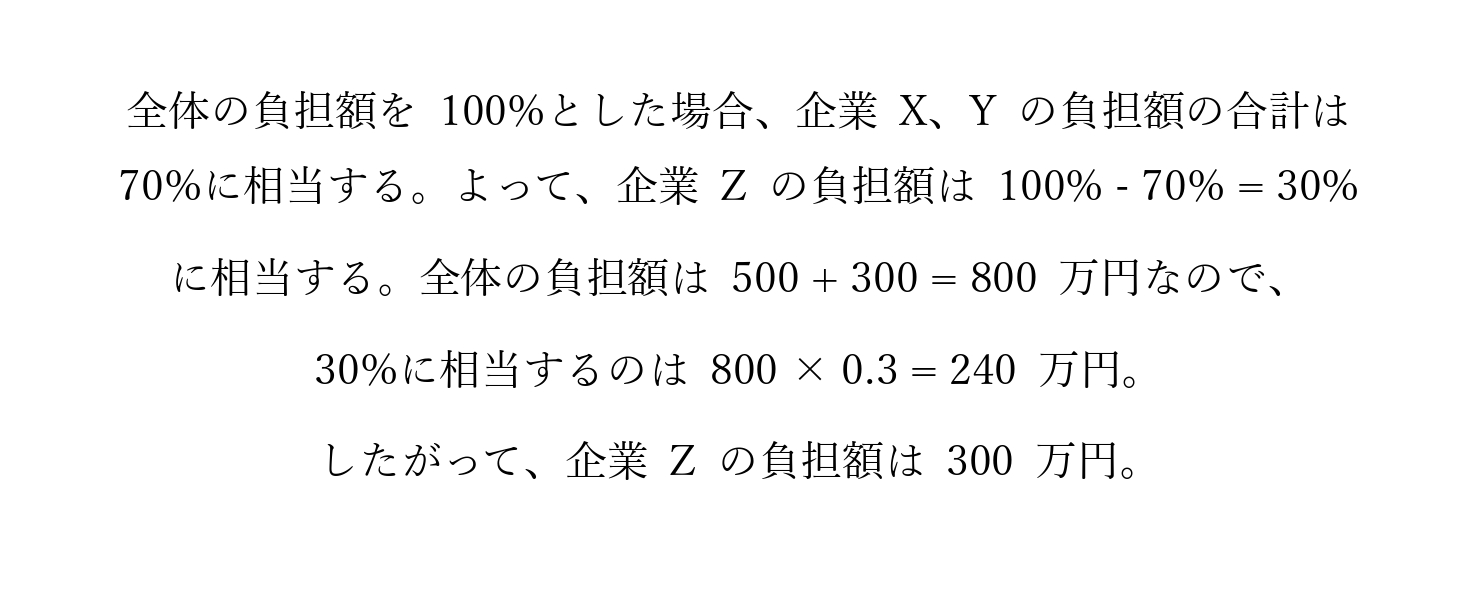 全体の負担額を 100%とした場合、企業 X、Y の負担額の合計は
70%に相当する。よって、企業 Z の負担額は 100% - 70% = 30%
に相当する。全体の負担額は 500 + 300 = 800 万円なので、
30%に相当するのは 800 × 0.3 = 240 万円。
したがって、企業 Z の負担額は 300 万円。